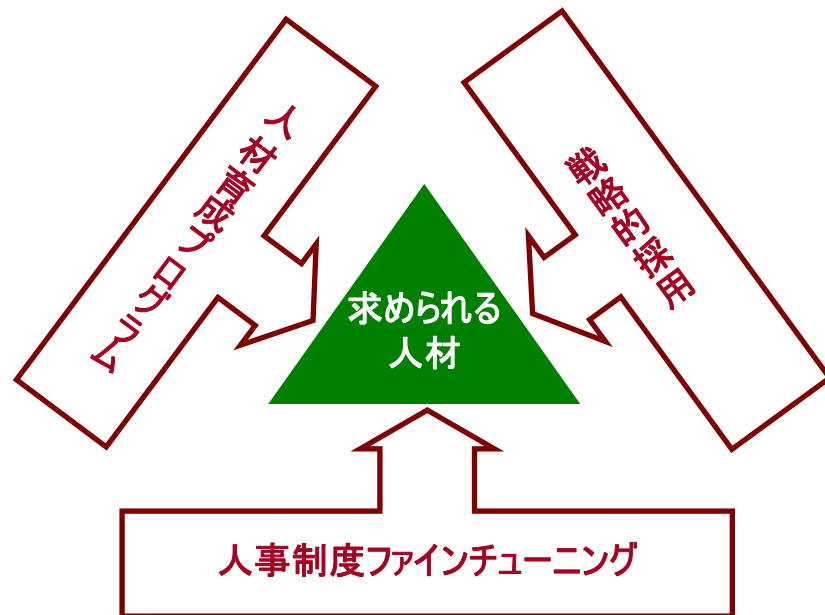 人材育成プログラム
戦略的採用
求められる
人材
人事制度ファインチューニング